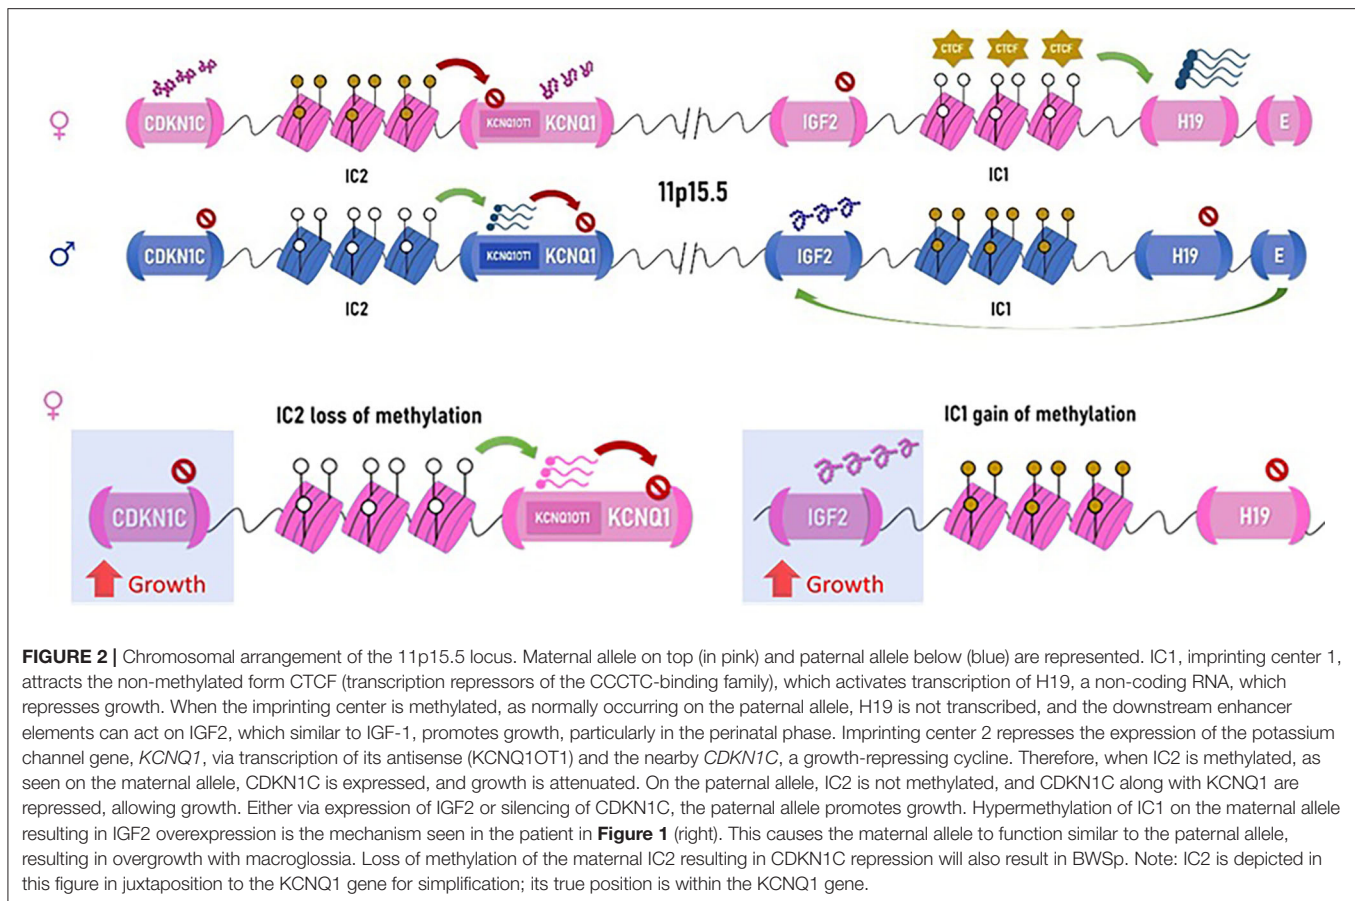 CTCF CTCF CTCF
♀ CDKN1C KCNQ1OT1 KCNQ1 IGF2 H19 E
IC2 IC1
11p15.5
♂ CDKN1C KCNQ1OT1 KCNQ1 IGF2 H19 E
IC2 IC1
♀
IC2 loss of methylation IC1 gain of methylation
CDKN1C KCNQ1OT1 KCNQ1 IGF2 H19
Growth Growth
FIGURE 2 | Chromosomal arrangement of the 11p15.5 locus. Maternal allele on top (in pink) and paternal allele below (blue) are represented. IC1, imprinting center 1,
attracts the non-methylated form CTCF (transcription repressors of the CCCTC-binding family), which activates transcription of H19, a non-coding RNA, which
represses growth. When the imprinting center is methylated, as normally occurring on the paternal allele, H19 is not transcribed, and the downstream enhancer
elements can act on IGF2, which similar to IGF-1, promotes growth, particularly in the perinatal phase. Imprinting center 2 represses the expression of the potassium
channel gene, KCNQ1, via transcription of its antisense (KCNQ1OT1) and the nearby CDKN1C, a growth-repressing cycline. Therefore, when IC2 is methylated, as
seen on the maternal allele, CDKN1C is expressed, and growth is attenuated. On the paternal allele, IC2 is not methylated, and CDKN1C along with KCNQ1 are
repressed, allowing growth. Either via expression of IGF2 or silencing of CDKN1C, the paternal allele promotes growth. Hypermethylation of IC1 on the maternal allele
resulting in IGF2 overexpression is the mechanism seen in the patient in Figure 1 (right). This causes the maternal allele to function similar to the paternal allele,
resulting in overgrowth with macroglossia. Loss of methylation of the maternal IC2 resulting in CDKN1C repression will also result in BWSp. Note: IC2 is depicted in
this figure in juxtaposition to the KCNQ1 gene for simplification; its true position is within the KCNQ1 gene.